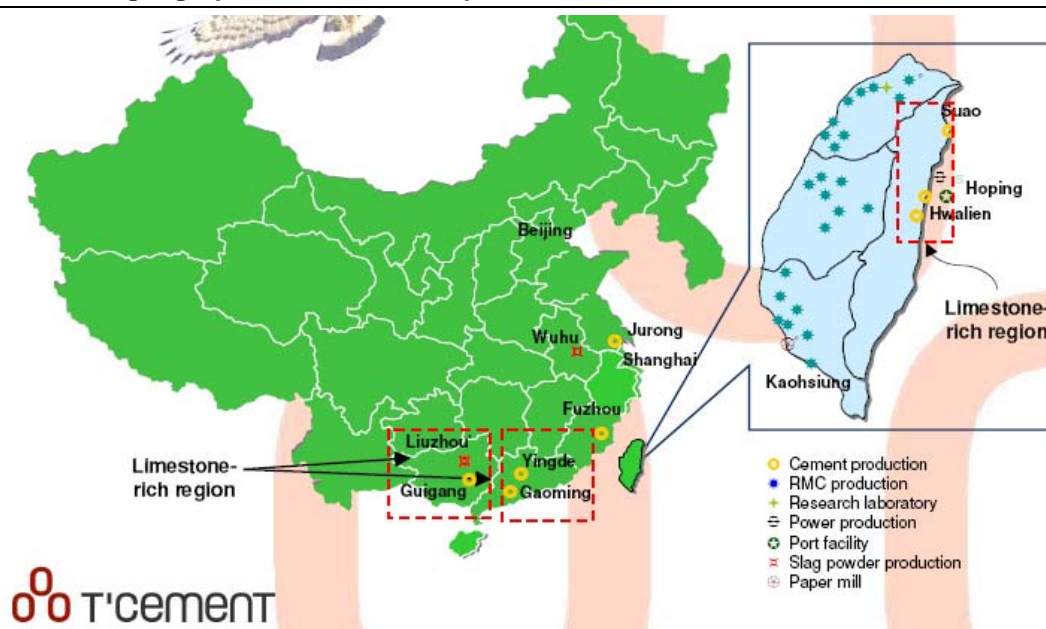 Beijing
Wuhu
Jurong
Shanghai
Fuzhou
Liuzhou
Yingde
Guigang
Gaoming
Limestone-
rich region
Suao
Hoping
Hwalien
Limestone-
rich region
Kaohsiung
Cement production
RMC production
Research laboratory
Power production
Port facility
Slag powder production
Paper mill
T'CEMENT